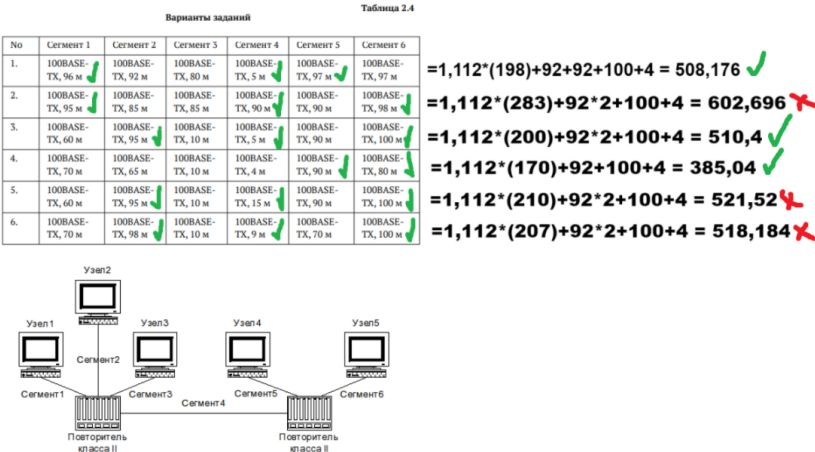 Таблица 2.4
Варианты заданий
No Сегмент 1 Сегмент 2 Сегмент 3 Сегмент 4 Сегмент 5 Сегмент 6
1. 100BASE- 100BASE- 100BASE- 100BASE- 100BASE- 100BASE-
TX, 96 м TX, 92 м TX, 80 м TX, 5 м TX, 97 м TX, 97 м
=1,112*(198)+92+92+100+4 = 508,176
2. 100BASE- 100BASE- 100BASE- 100BASE- 100BASE- 100BASE-
TX, 95 м TX, 85 м TX, 85 м TX, 90 м TX, 90 м TX, 98 м
=1,112*(283)+92*2+100+4 = 602,696
3. 100BASE- 100BASE- 100BASE- 100BASE- 100BASE- 100BASE-
TX, 60 м TX, 95 м TX, 10 м TX, 5 м TX, 90 м TX, 100 м
=1,112*(200)+92*2+100+4 = 510,4
4. 100BASE- 100BASE- 100BASE- 100BASE- 100BASE- 100BASE-
TX, 70 м TX, 65 м TX, 10 м TX, 4 м TX, 90 м TX, 80 м
=1,112*(170)+92+100+4 = 385,04
5. 100BASE- 100BASE- 100BASE- 100BASE- 100BASE- 100BASE-
TX, 60 м TX, 95 м TX, 10 м TX, 15 м TX, 90 м TX, 100 м
=1,112*(210)+92*2+100+4 = 521,52
6. 100BASE- 100BASE- 100BASE- 100BASE- 100BASE- 100BASE-
TX, 70 м TX, 98 м TX, 10 м TX, 9 м TX, 70 м TX, 100 м
=1,112*(207)+92*2+100+4 = 518,184
Узел2
Узел1 Узел3 Узел4 Узел5
Сегмент2
Сегмент1 Сегмент3 Сегмент5 Сегмент6
Сегмент4
Повторитель Повторитель
класса II класса II